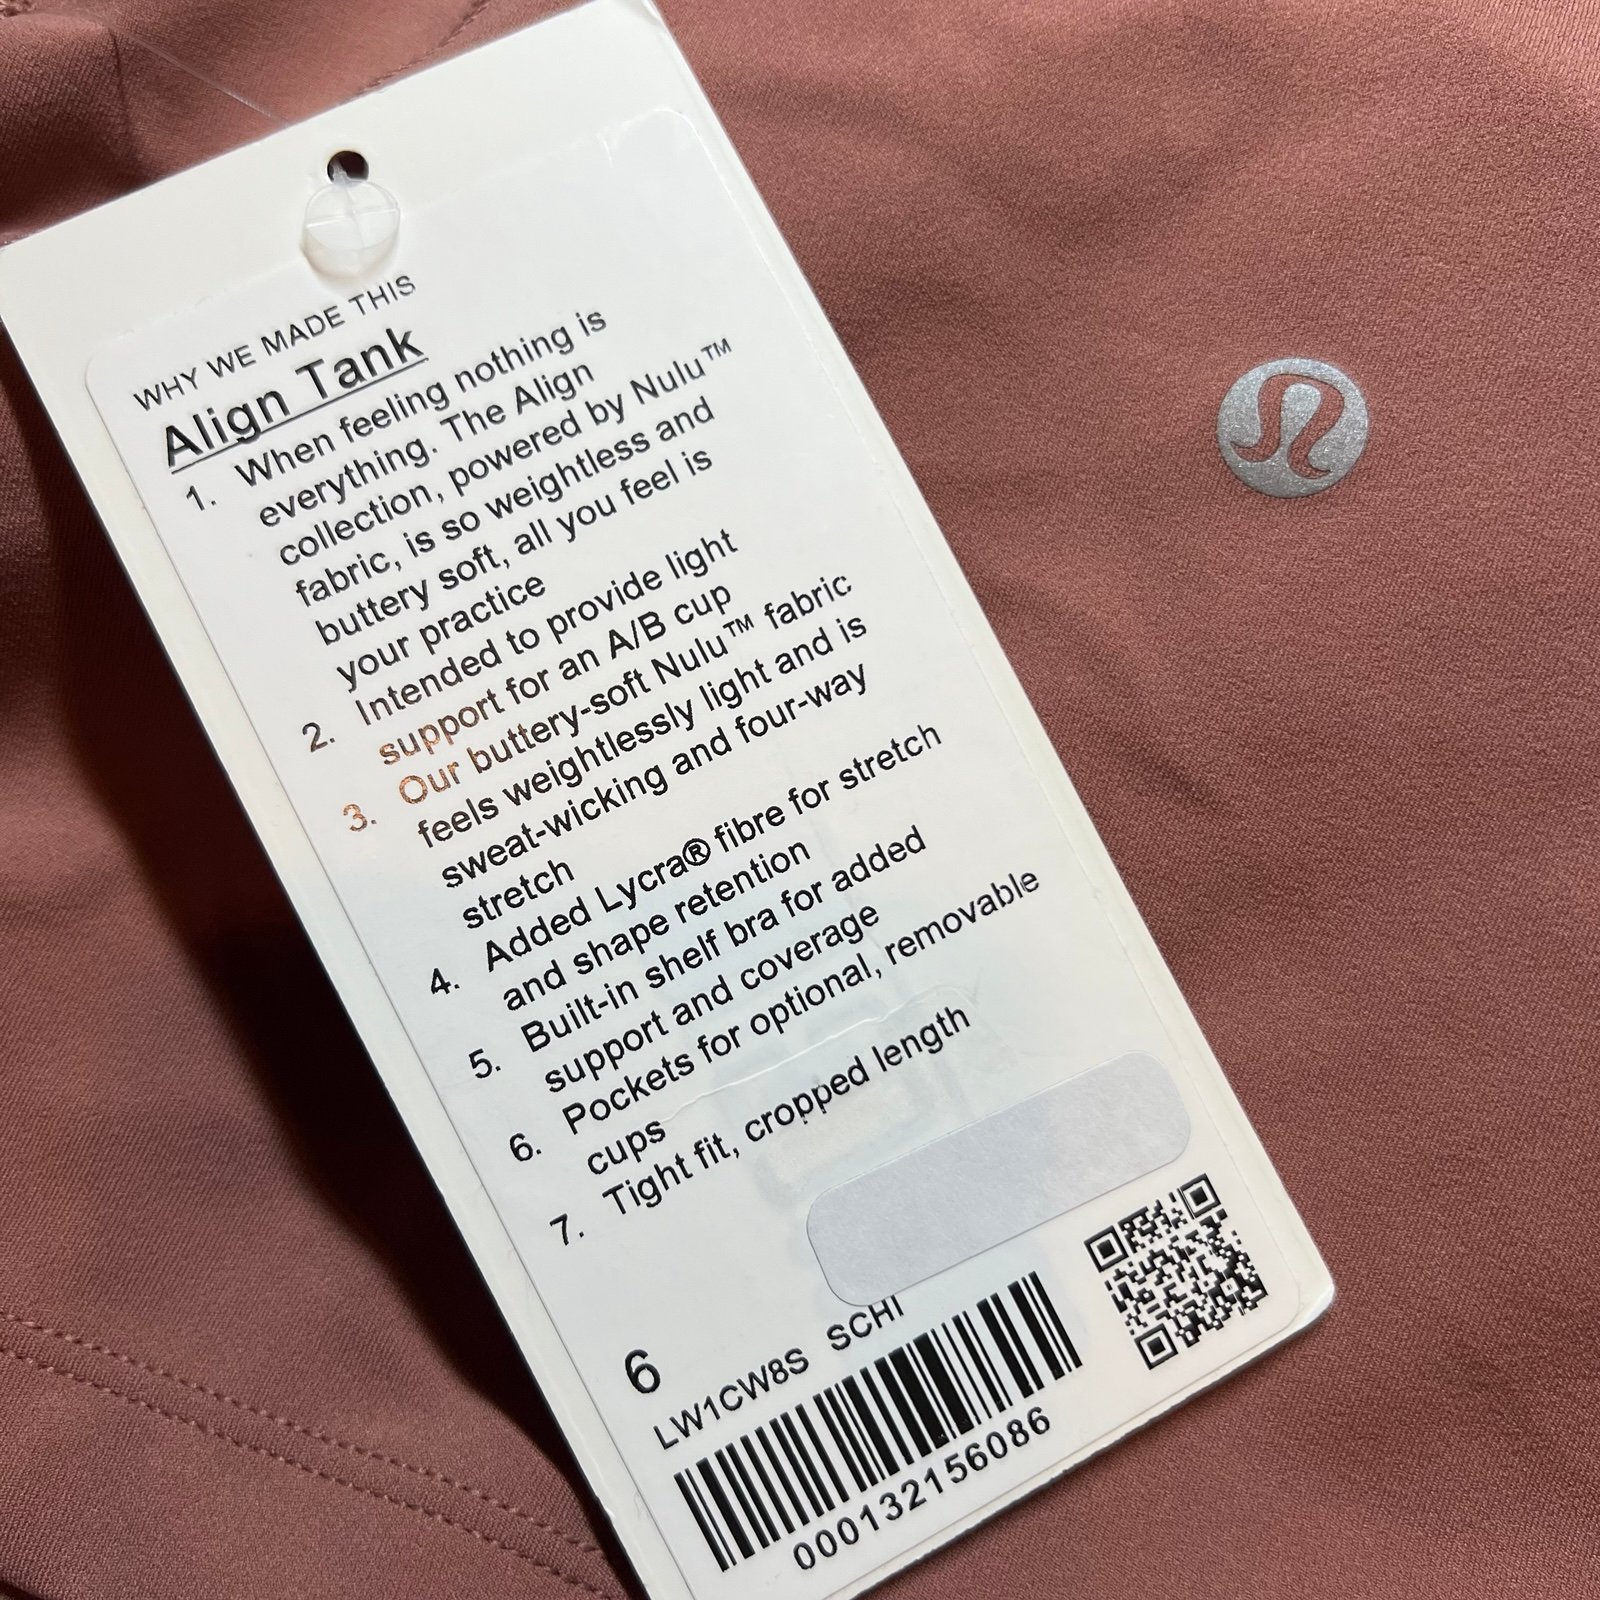 WHY WE MADE THIS
Align Tank
1. When feeling nothing is
everything. The Align
collection, powered by Nulu™
fabric, is so weightless and
buttery soft, all you feel is
your practice
2. Intended to provide light
support for an A/B cup
3. Our buttery-soft Nulu™ fabric
feels weightlessly light and is
sweat-wicking and four-way
stretch
4. Added Lycra® fibre for stretch
and shape retention
5. Built-in shelf bra for added
support and coverage
6. Pockets for optional, removable
cups
7. Tight fit, cropped length
6
LW1CW8S SCHI
000132156086